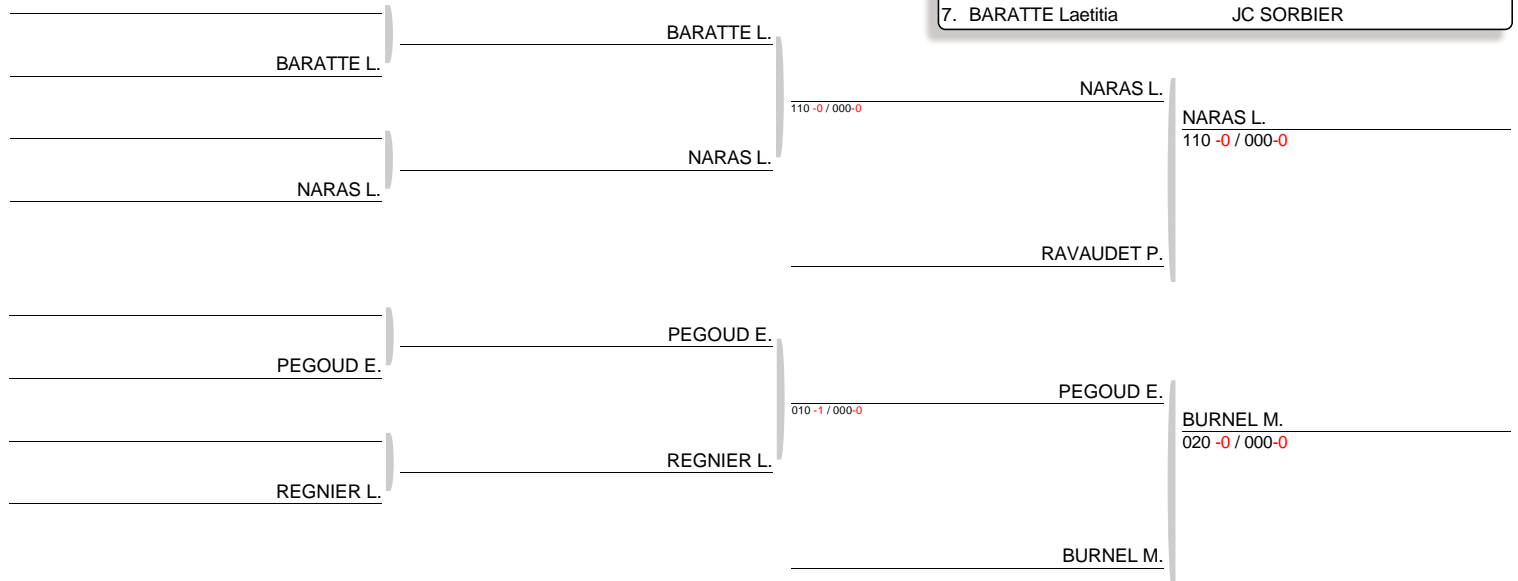 7. BARATTE Laetitia JC SORBIER
BARATTE L.
BARATTE L.
NARAS L.
110 -0 / 000-0
NARAS L.
110 -0 / 000-0
NARAS L.
NARAS L.
RAVAUDET P.
PEGOUD E.
PEGOUD E.
PEGOUD E.
010 -1 / 000-0
BURNEL M.
020 -0 / 000-0
REGNIER L.
REGNIER L.
BURNEL M.